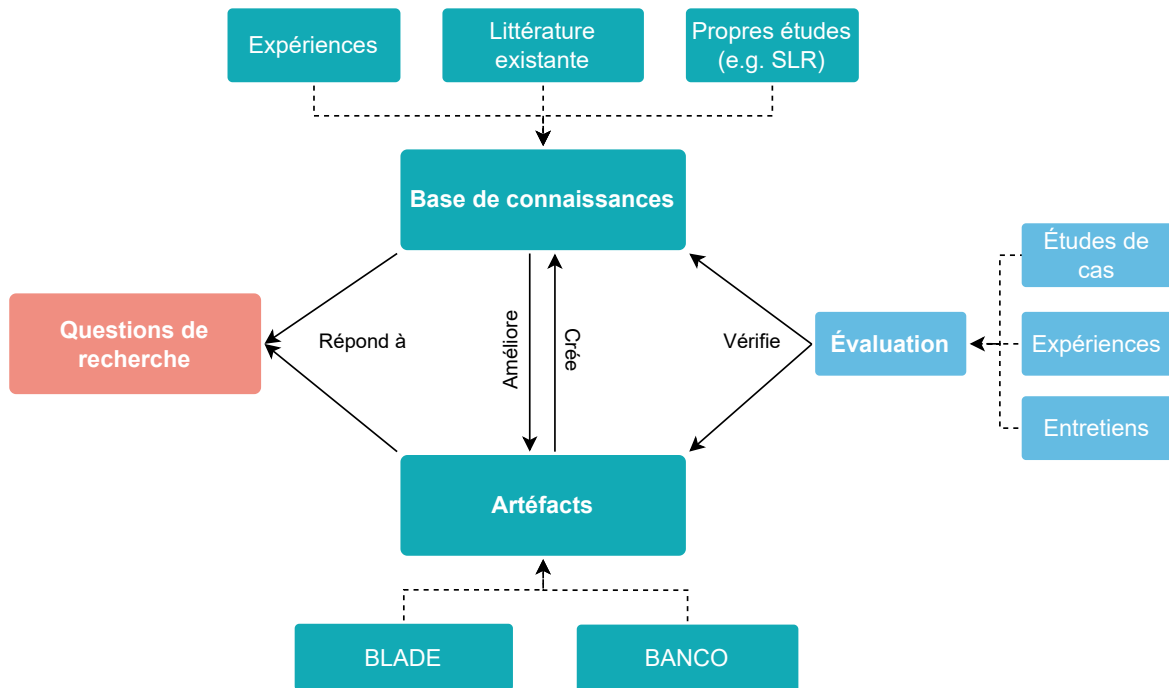 Expériences
Littérature
existante
Propres études
(e.g. SLR)
Base de connaissances
Études de
cas
Questions de
recherche
Répond à
Améliore
Crée
Vérifie
Évaluation
Expériences
Entretiens
Artéfacts
BLADE
BANCO